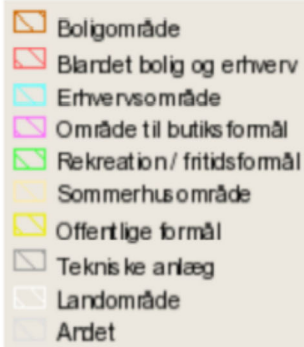 Boligområde
Blandet bolig og erhverv
Erhvervsområde
Område til butiksformål
Rekreation / fritidsformål
Sommerhusområde
Offentlige formål
Tekniske anlæg
Landområde
Andet